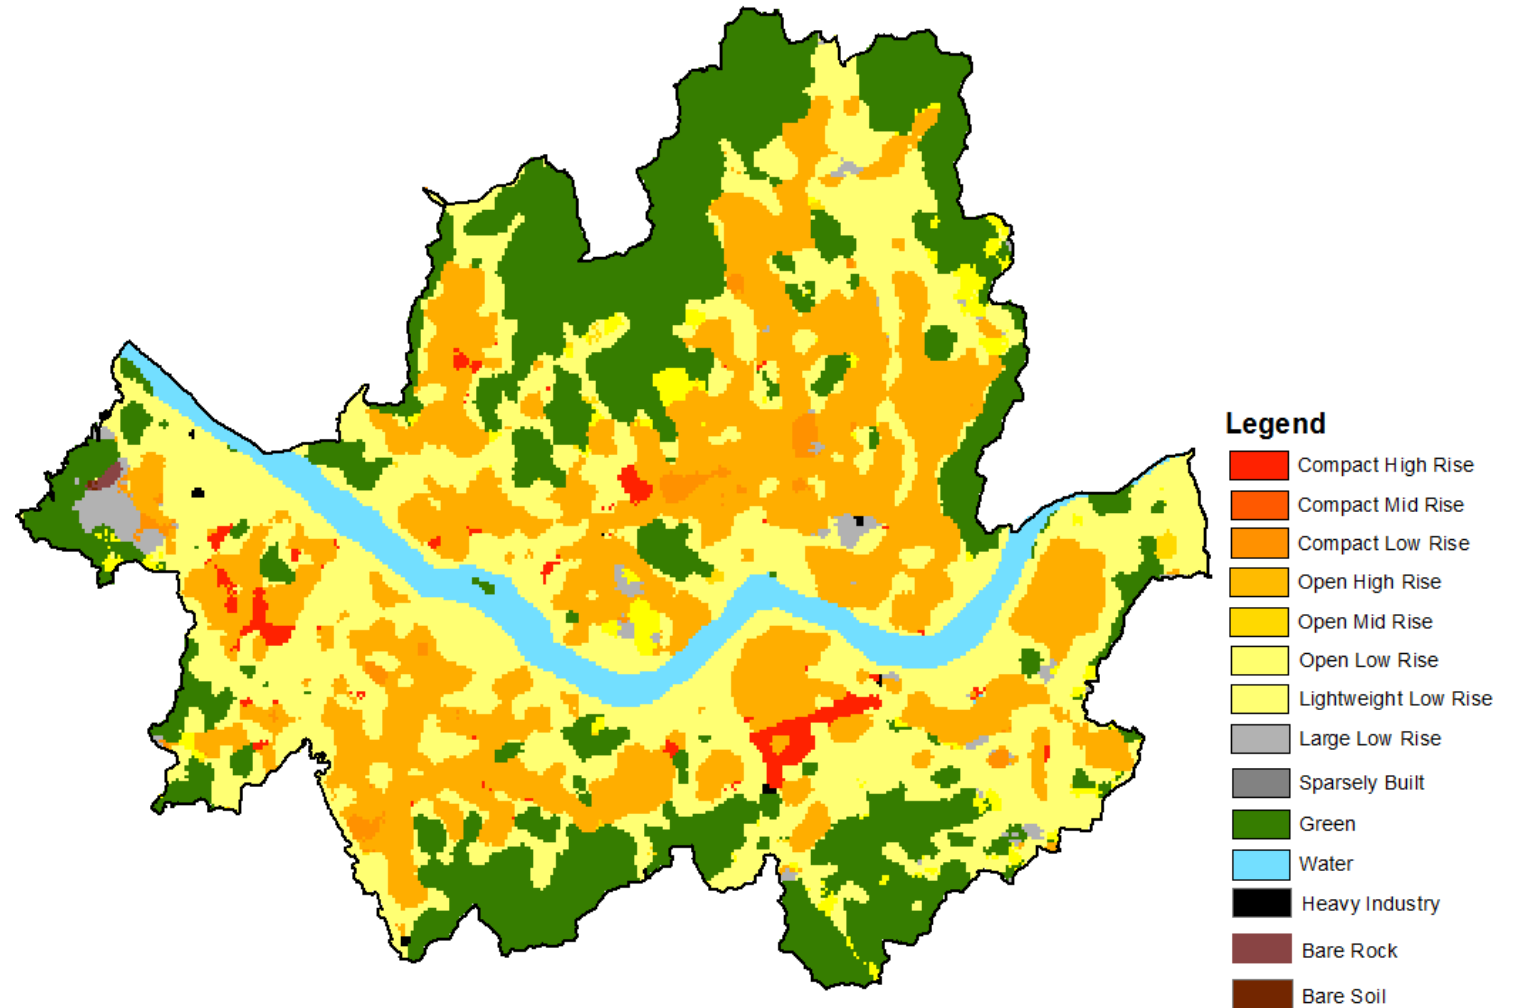 Legend
Compact High Rise
Compact Mid Rise
Compact Low Rise
Open High Rise
Open Mid Rise
Open Low Rise
Lightweight Low Rise
Large Low Rise
Sparsely Built
Green
Water
Heavy Industry
Bare Rock
Bare Soil